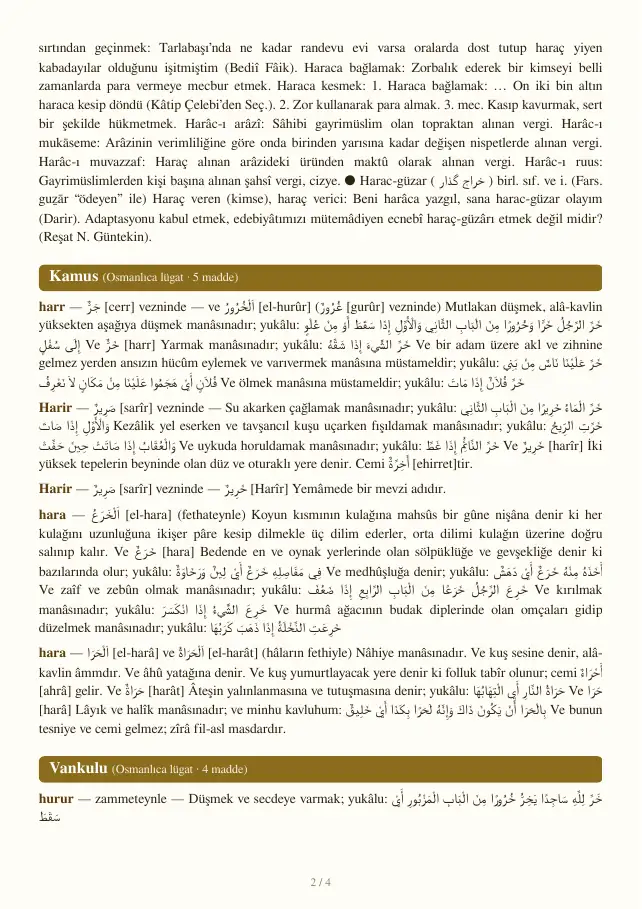 sırtından geçinmek: Tarlabaşı’nda ne kadar randevu evi varsa oralarda dost tutup haraç yiyen
kabadayılar olduğunu işitmiştim (Bediî Fâik). Haraca bağlamak: Zorbalık ederek bir kimseyi belli
zamanlarda para vermeye mecbur etmek. Haraca kesmek: 1. Haraca bağlamak: … On iki bin altın
haraca kesip döndü (Kâtip Çelebi’den Seç.). 2. Zor kullanarak para almak. 3. mec. Kasıp kavurmak, sert
bir şekilde hükmetmek. Harâc-ı arâzî: Sâhibi gayrimüslim olan topraktan alınan vergi. Harâc-ı
mukāseme: Arâzinin verimliliğine göre onda birinden yarısına kadar değişen nispetlerde alınan vergi.
Harâc-ı muvazzaf: Haraç alınan arâzideki üründen maktû olarak alınan vergi. Harâc-ı ruus:
Gayrimüslimlerden kişi başına alınan şahsî vergi, cizye. ● Harac-güzar ( خراج گذار ) birl. sıf. ve i. (Fars.
guẕār “ödeyen” ile) Haraç veren (kimse), haraç verici: Beni harâca yazgıl, sana harac-güzar olayım
(Darir). Adaptasyonu kabul etmek, edebiyâtımızı mütemâdiyen ecnebî haraç-güzârı etmek değil midir?
(Reşat N. Güntekin).
Kamus (Osmanlıca lügat · 5 madde)
harr — جَرٌّ [cerr] vezninde — ve اَلْخُرُورُ [el-hurûr] (غُرُورٌ [gurûr] vezninde) Mutlakan düşmek, alâ-kavlin
yüksekten aşağıya düşmek manâsınadır; yukâlu: خَرَّ الرَّجُلُ خَرًّا وَخُرُورًا مِنَ الْبَابِ الثَّانِي وَالْأَوَّلِ إِذَا سَقَطَ أَوْ مِنْ عُلْوٍ
إِلَى سُفْلٍ Ve خَرٌّ [harr] Yarmak manâsınadır; yukâlu: خَرَّ الشَّيْءَ إِذَا شَقَّهُ Ve bir adam üzere akl ve zihnine
gelmez yerden ansızın hücûm eylemek ve varıvermek manâsına müstameldir; yukâlu: خَرَّ عَلَيْنَا نَاسٌ مِنْ بَنِي
فُلَانٍ أَيْ هَجَمُوا عَلَيْنَا مِنْ مَكَانٍ لاَ نَعْرِفُ Ve ölmek manâsına müstameldir; yukâlu: خَرَّ فُلاَنٌ إِذَا مَاتَ
Harir — صَرِيرٌ [sarîr] vezninde — Su akarken çağlamak manâsınadır; yukâlu: خَرَّ الْمَاءُ خَرِيرًا مِنَ الْبَابِ الثَّانِي
وَالْأَوَّلِ إِذَا صَاتَ Kezâlik yel eserken ve tavşancıl kuşu uçarken fışıldamak manâsınadır; yukâlu: خَرَّتِ الرِّيحُ
وَالْعُقَابُ إِذَا صَاتَتْ حِينَ حَفَّتْ Ve uykuda horuldamak manâsınadır; yukâlu: خَرَّ النَّائِمُ إِذَا غَطَّ Ve خَرِيرٌ [harîr] İki
yüksek tepelerin beyninde olan düz ve oturaklı yere denir. Cemi أَخِرَّةٌ [ehirret]tir.
Harir — صَرِيرٌ [sarîr] vezninde — خَرِيرٌ [Harîr] Yemâmede bir mevzi adıdır.
hara — اَلْخَرَعُ [el-hara] (fethateynle) Koyun kısmının kulağına mahsûs bir gûne nişâna denir ki her
kulağını uzunluğuna ikişer pâre kesip dilmekle üç dilim ederler, orta dilimi kulağın üzerine doğru
salınıp kalır. Ve خَرَعٌ [hara] Bedende en ve oynak yerlerinde olan sölpüklüğe ve gevşekliğe denir ki
bazılarında olur; yukâlu: فِي مَفَاصِلِهِ خَرَعٌ أَيْ لِينٌ وَرَخَاوَةٌ Ve medhûşluğa denir; yukâlu: أَخَذَهُ مِنْهُ خَرَعٌ أَيْ دَهَشٌ
Ve zaîf ve zebûn olmak manâsınadır; yukâlu: خَرِعَ الرَّجُلُ خَرَعًا مِنَ الْبَابِ الرَّابِعِ إِذَا ضَعُفَ Ve kırılmak
manâsınadır; yukâlu: خَرِعَ الشَّيْءُ إِذَا انْكَسَرَ Ve hurmâ ağacının budak diplerinde olan omçaları gidip
düzelmek manâsınadır; yukâlu: خَرِعَتِ النَّخْلَةُ إِذَا ذَهَبَ كَرَبُهَا
hara — اَلْحَرَا [el-harâ] ve اَلْحَرَاةُ [el-harât] (hâların fethiyle) Nâhiye manâsınadır. Ve kuş sesine denir, alâ-
kavlin âmmdır. Ve âhû yatağına denir. Ve kuş yumurtlayacak yere denir ki folluk tabîr olunur; cemi أَحْرَاءٌ
[ahrâ] gelir. Ve حَرَاةٌ [harât] Âteşin yalınlanmasına ve tutuşmasına denir; yukâlu: حَرَاةُ النَّارِ أَيِ الْتِهَابُهَا Ve حَرَا
[harâ] Lâyık ve halîk manâsınadır; ve minhu kavluhum: بِالْحَرَا أَنْ يَكُونَ ذَاكَ وَإِنَّهُ لَحَرًا بِكَذَا أَيْ خَلِيقٌ Ve bunun
tesniye ve cemi gelmez; zîrâ fil-asl masdardır.
Vankulu (Osmanlıca lügat · 4 madde)
hurur — zammeteynle — Düşmek ve secdeye varmak; yukâlu: خَرَّ لِلَّهِ سَاجِدًا يَخِرُّ خُرُورًا مِنَ الْبَابِ الْمَزْبُورِ أَيْ
سَقَطَ
2 / 4